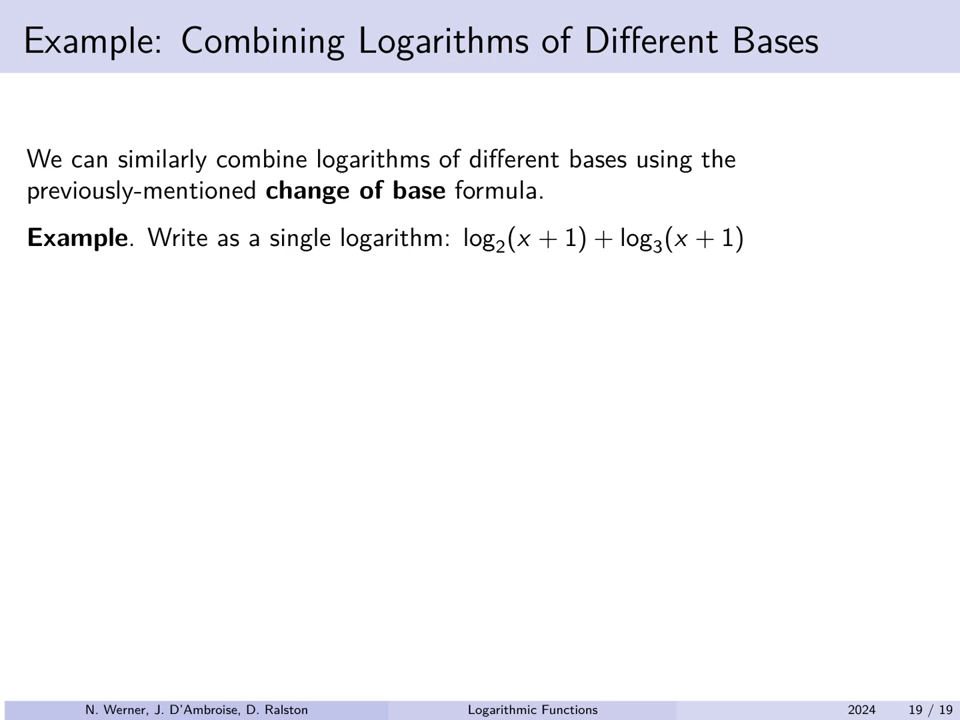 Example: Combining Logarithms of Different Bases
We can similarly combine logarithms of different bases using the
previously-mentioned change of base formula.
Example. Write as a single logarithm: log₂(x + 1) + log₃(x + 1)
N. Werner, J. D'Ambroise, D. Ralston Logarithmic Functions 2024 19 / 19